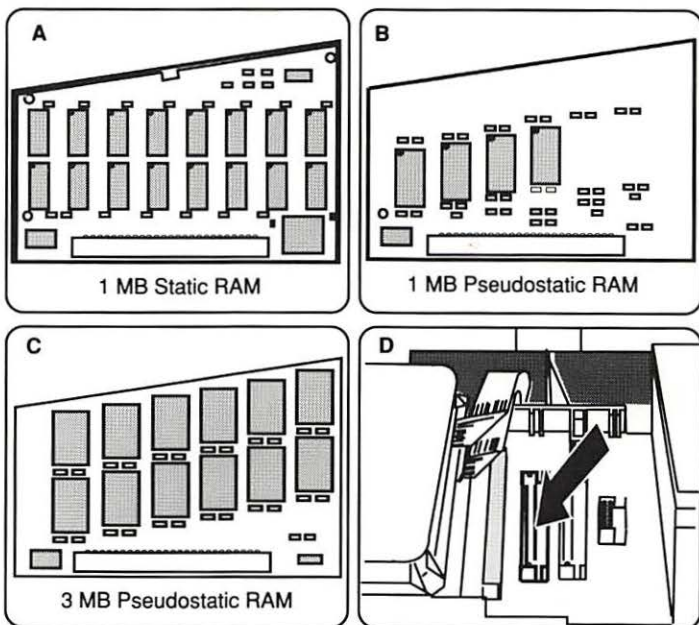 A
1 MB Static RAM
B
1 MB Pseudostatic RAM
C
3 MB Pseudostatic RAM
D